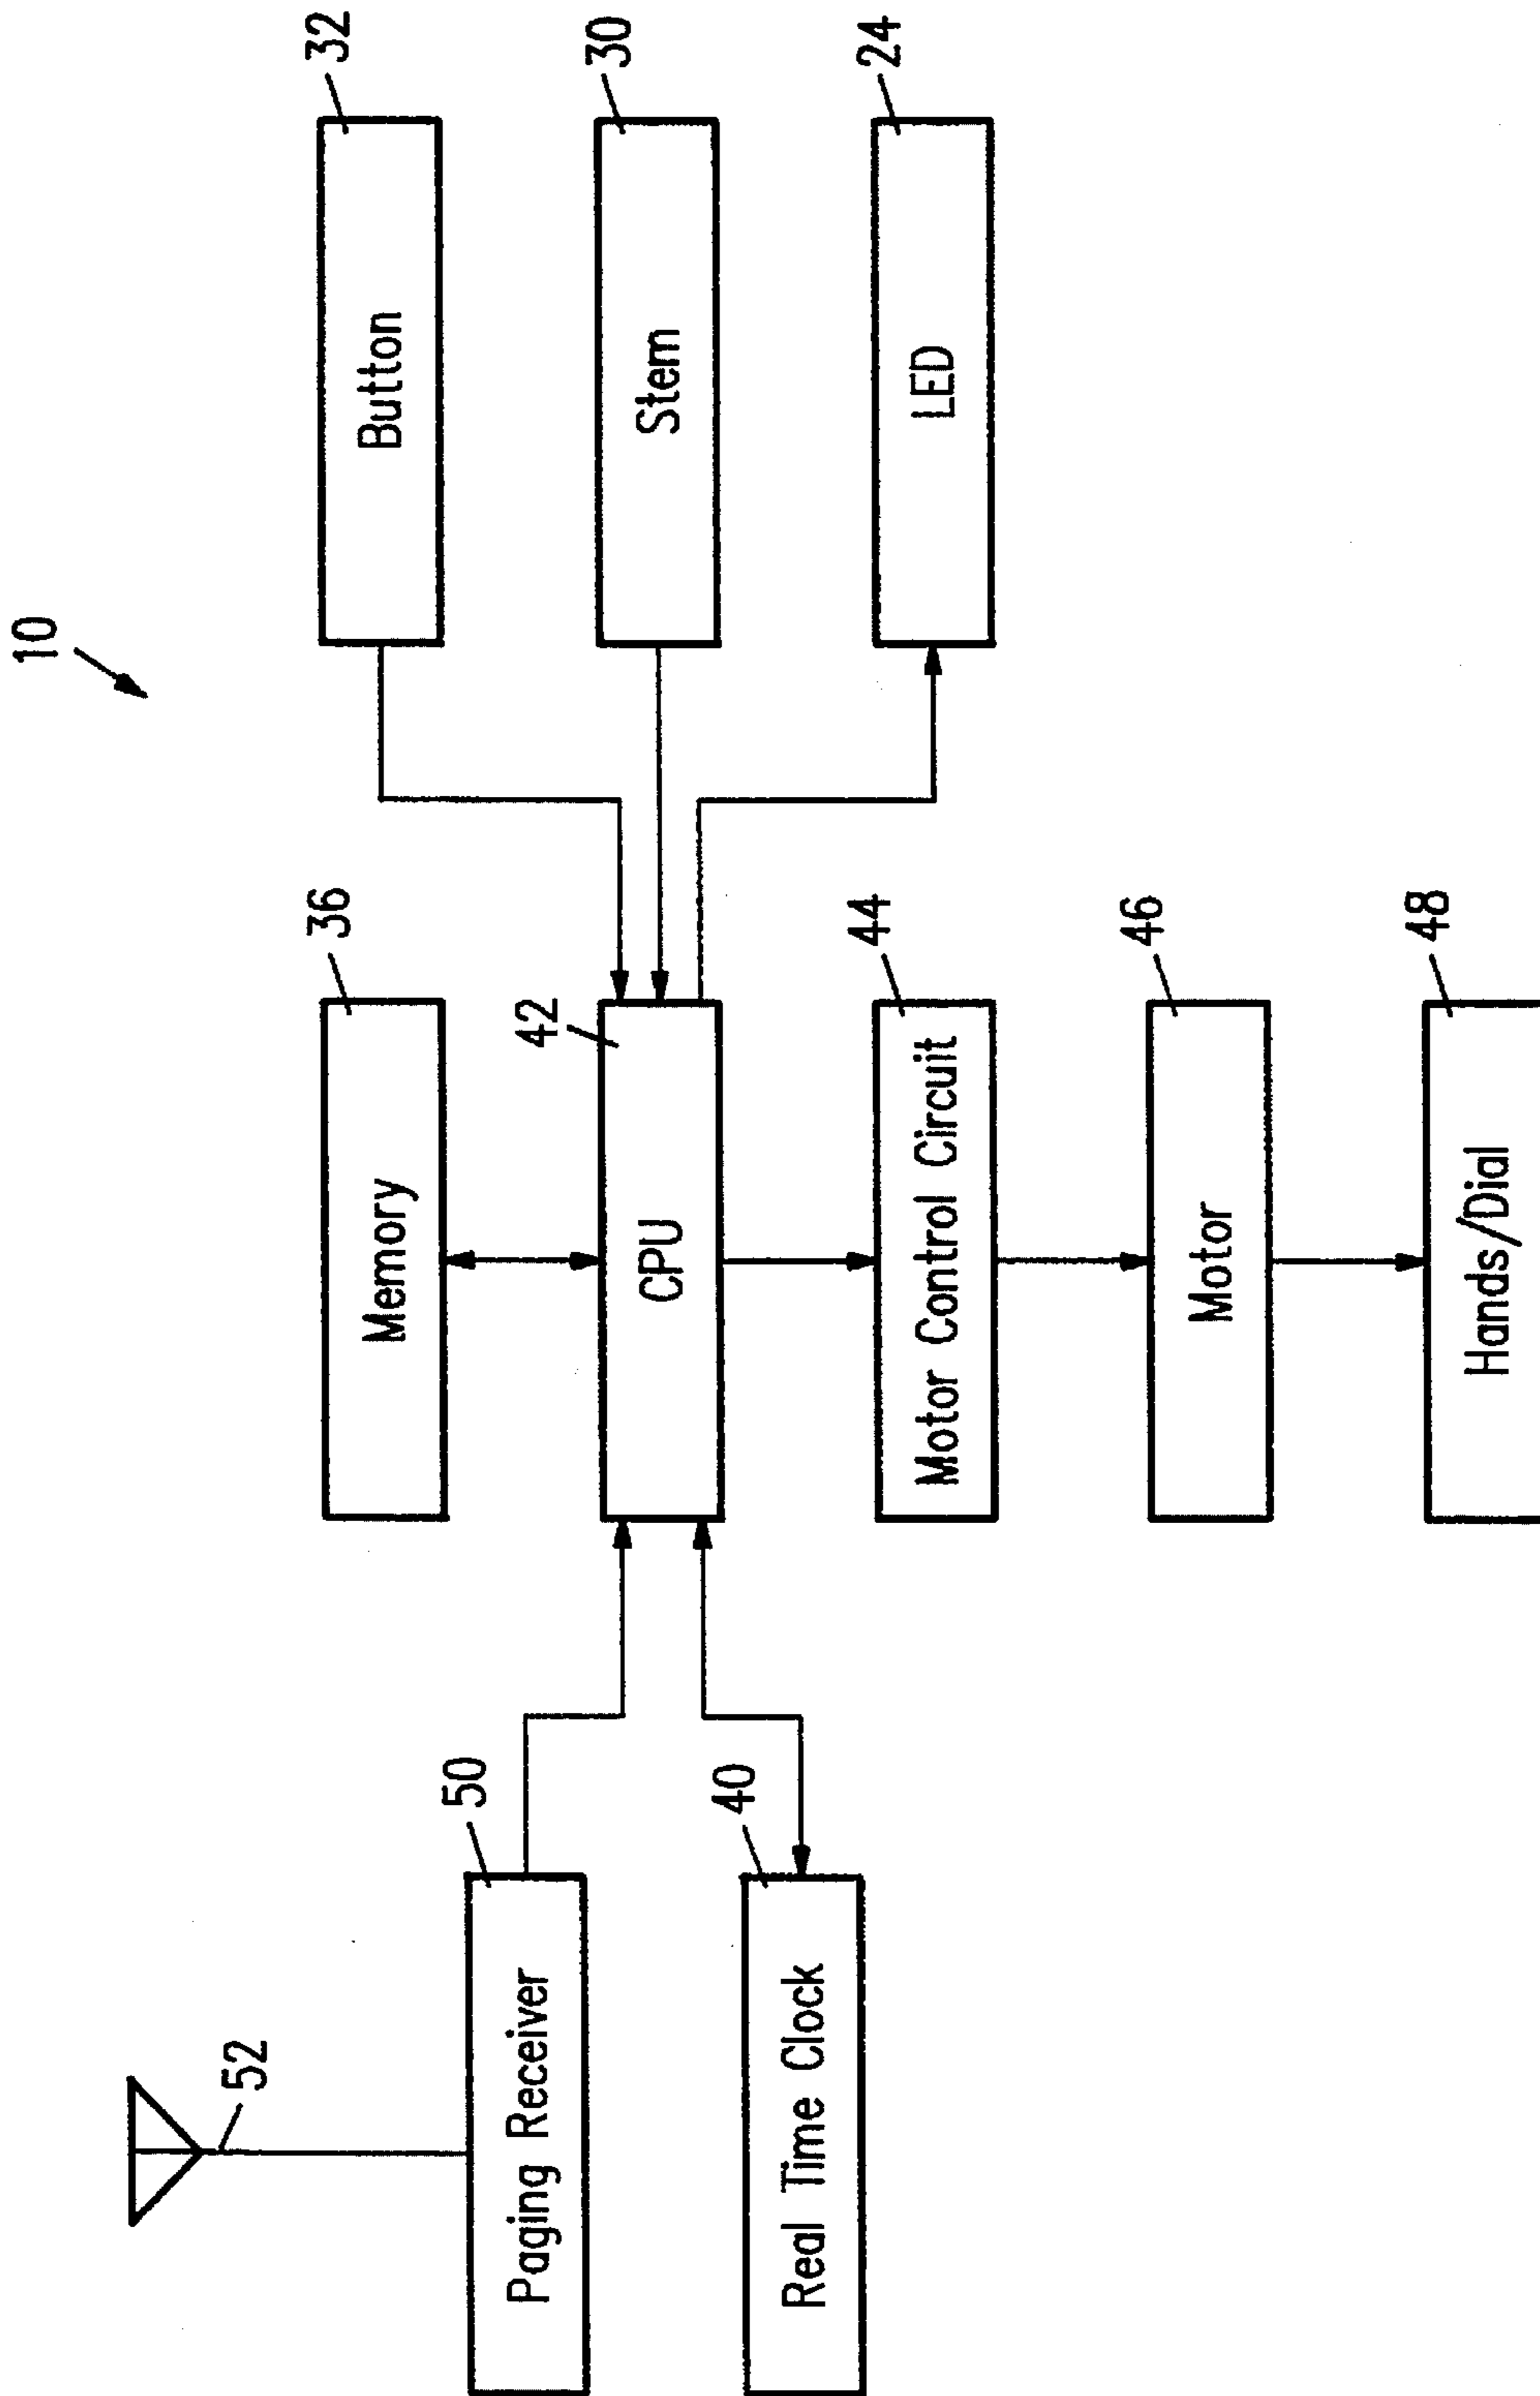 10
52
50
Paging Receiver
40
Real Time Clock
36
Memory
42
CPU
44
Motor Control Circuit
46
Motor
48
Hands/Dial
32
Button
30
Stem
24
LED